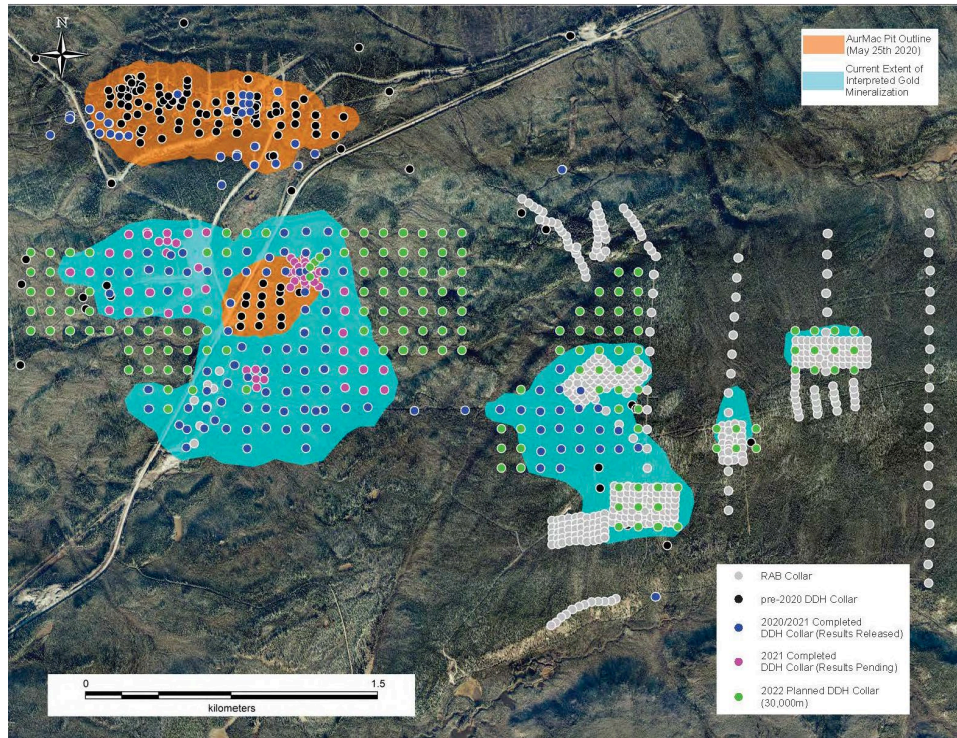 N
AurMac Pit Outline
(May 25th 2020)
Current Extent of
Interpreted Gold
Mineralization
RAB Collar
pre-2020 DDH Collar
2020/2021 Completed
DDH Collar (Results Released)
2021 Completed
DDH Collar (Results Pending)
2022 Planned DDH Collar
(30,000m)
0
1.5
kilometers